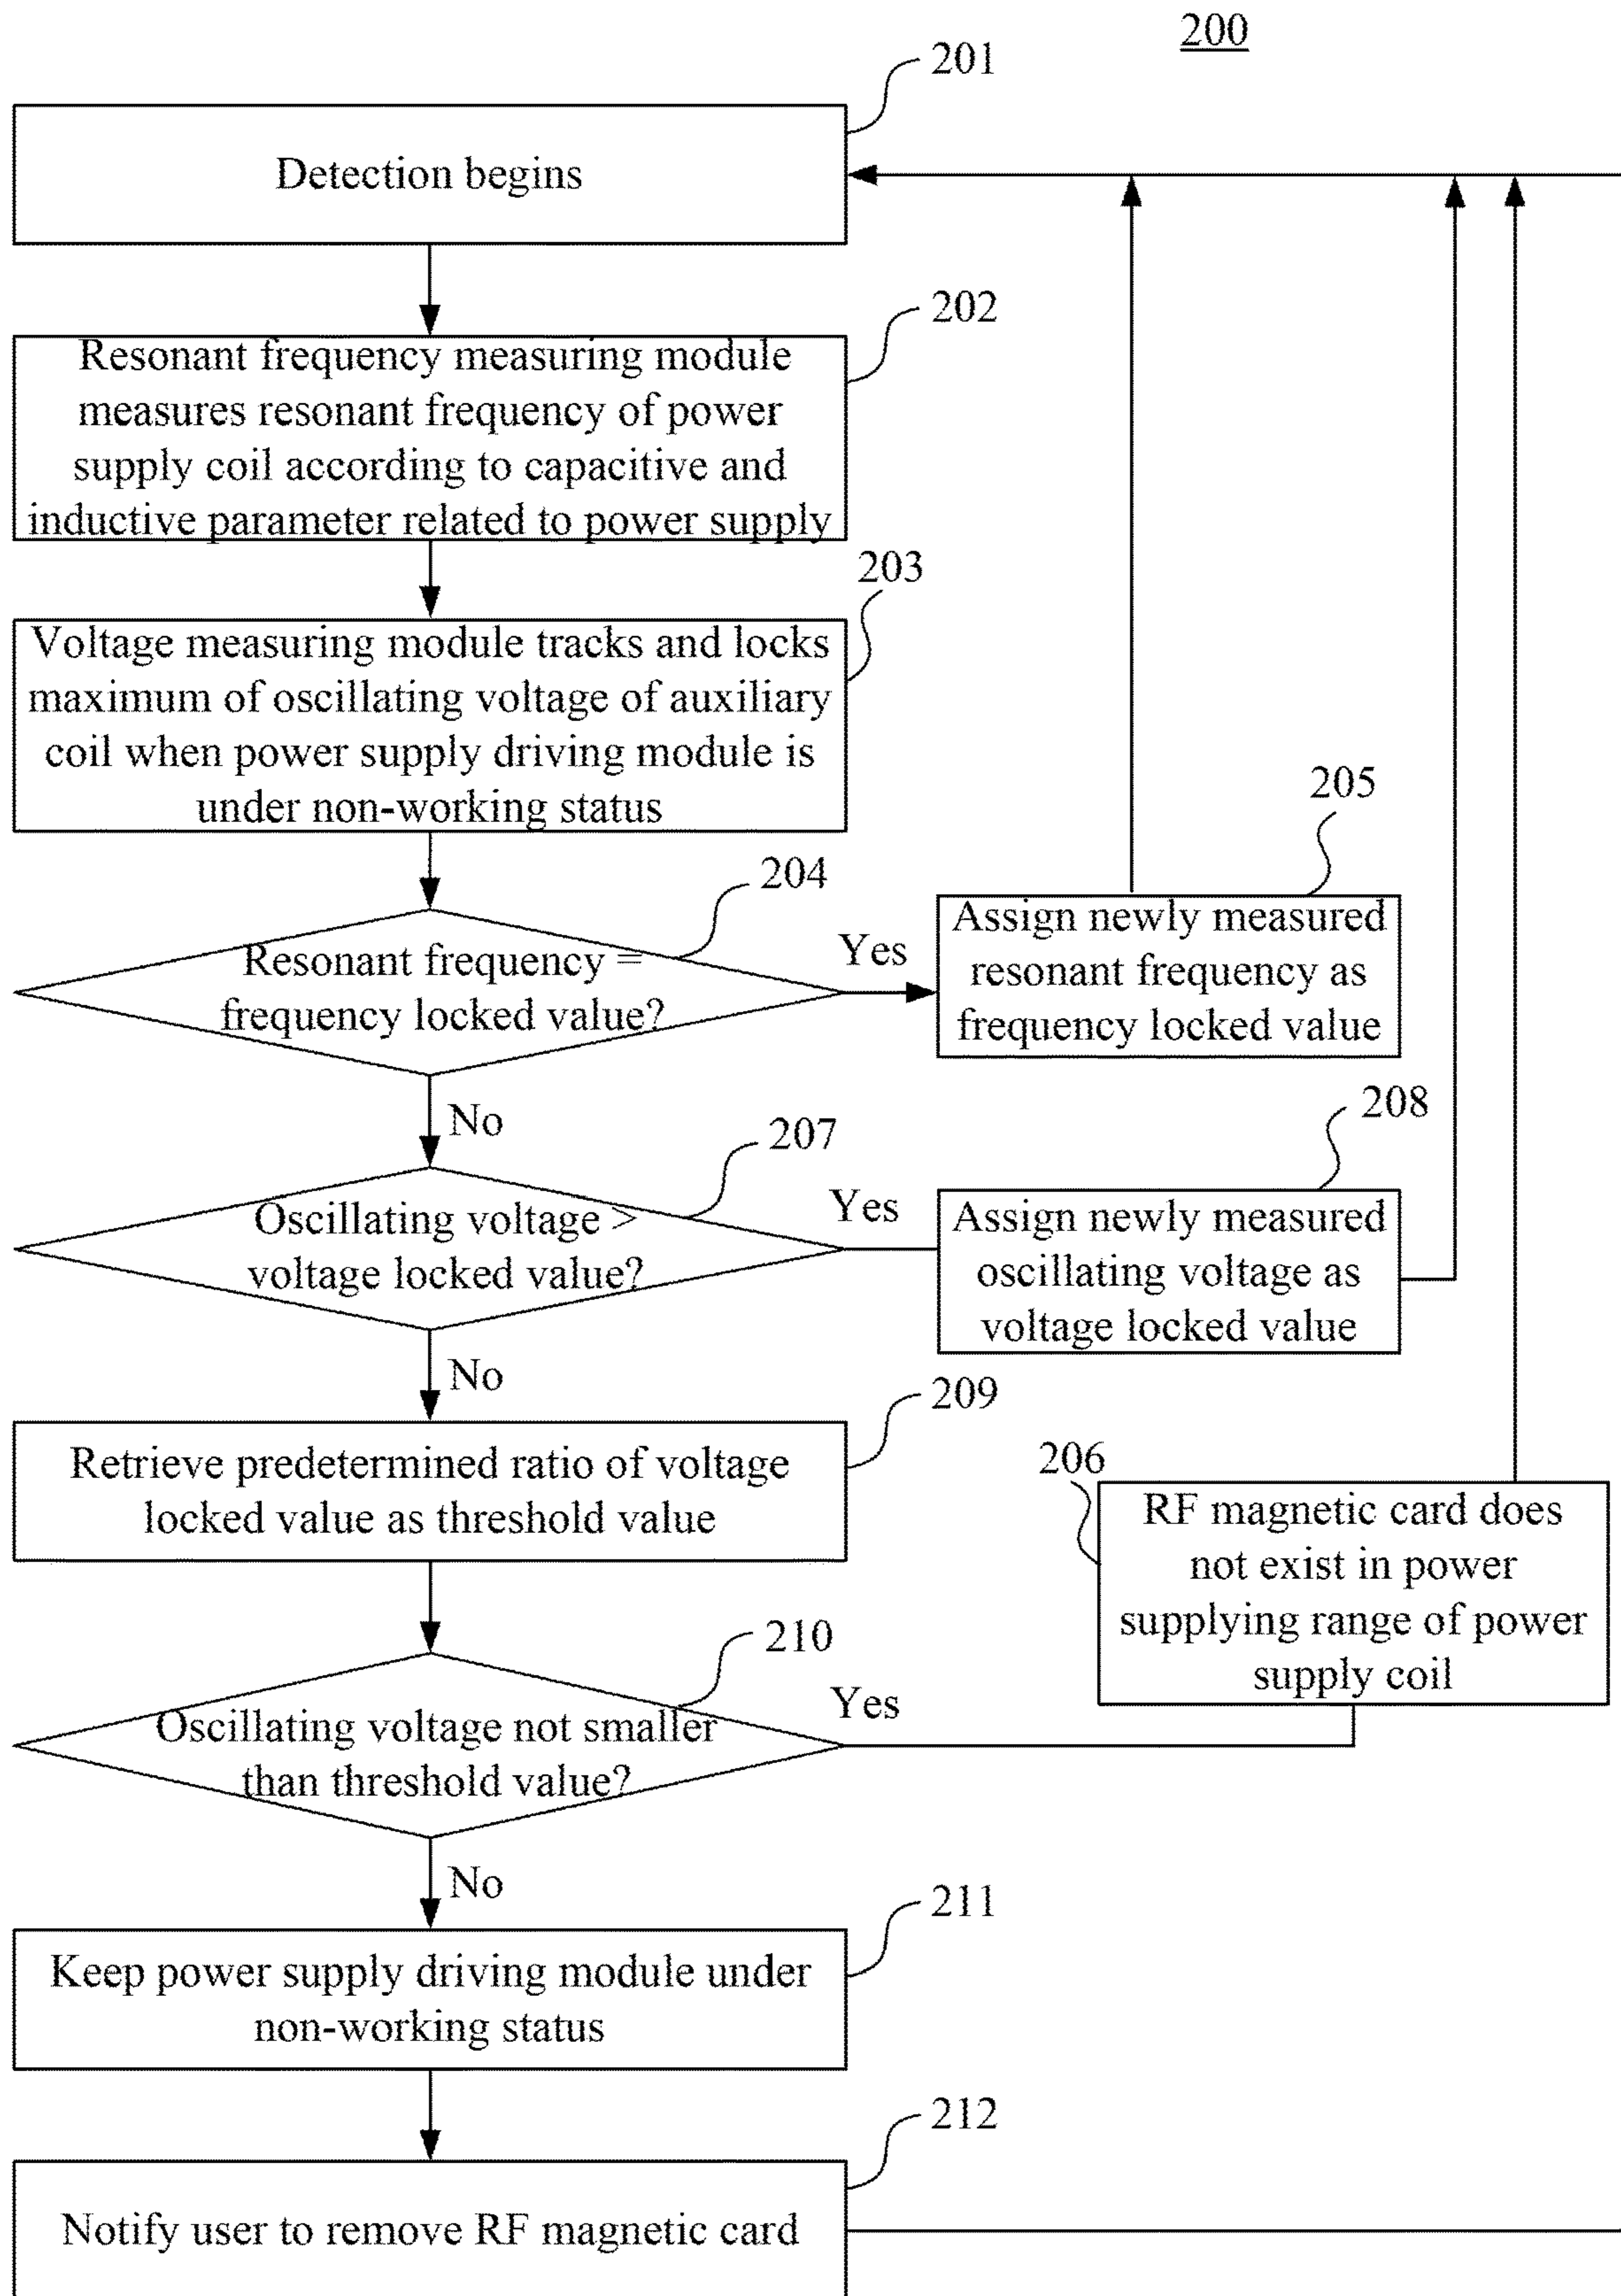 200
201
Detection begins
202
Resonant frequency measuring module
measures resonant frequency of power
supply coil according to capacitive and
inductive parameter related to power supply
203
Voltage measuring module tracks and locks
maximum of oscillating voltage of auxiliary
coil when power supply driving module is
under non-working status
204
Resonant frequency =
frequency locked value?
Yes
205
Assign newly measured
resonant frequency as
frequency locked value
No
207
Oscillating voltage >
voltage locked value?
Yes
208
Assign newly measured
oscillating voltage as
voltage locked value
No
209
Retrieve predetermined ratio of voltage
locked value as threshold value
206
RF magnetic card does
not exist in power
supplying range of power
supply coil
210
Oscillating voltage not smaller
than threshold value?
Yes
No
211
Keep power supply driving module under
non-working status
212
Notify user to remove RF magnetic card